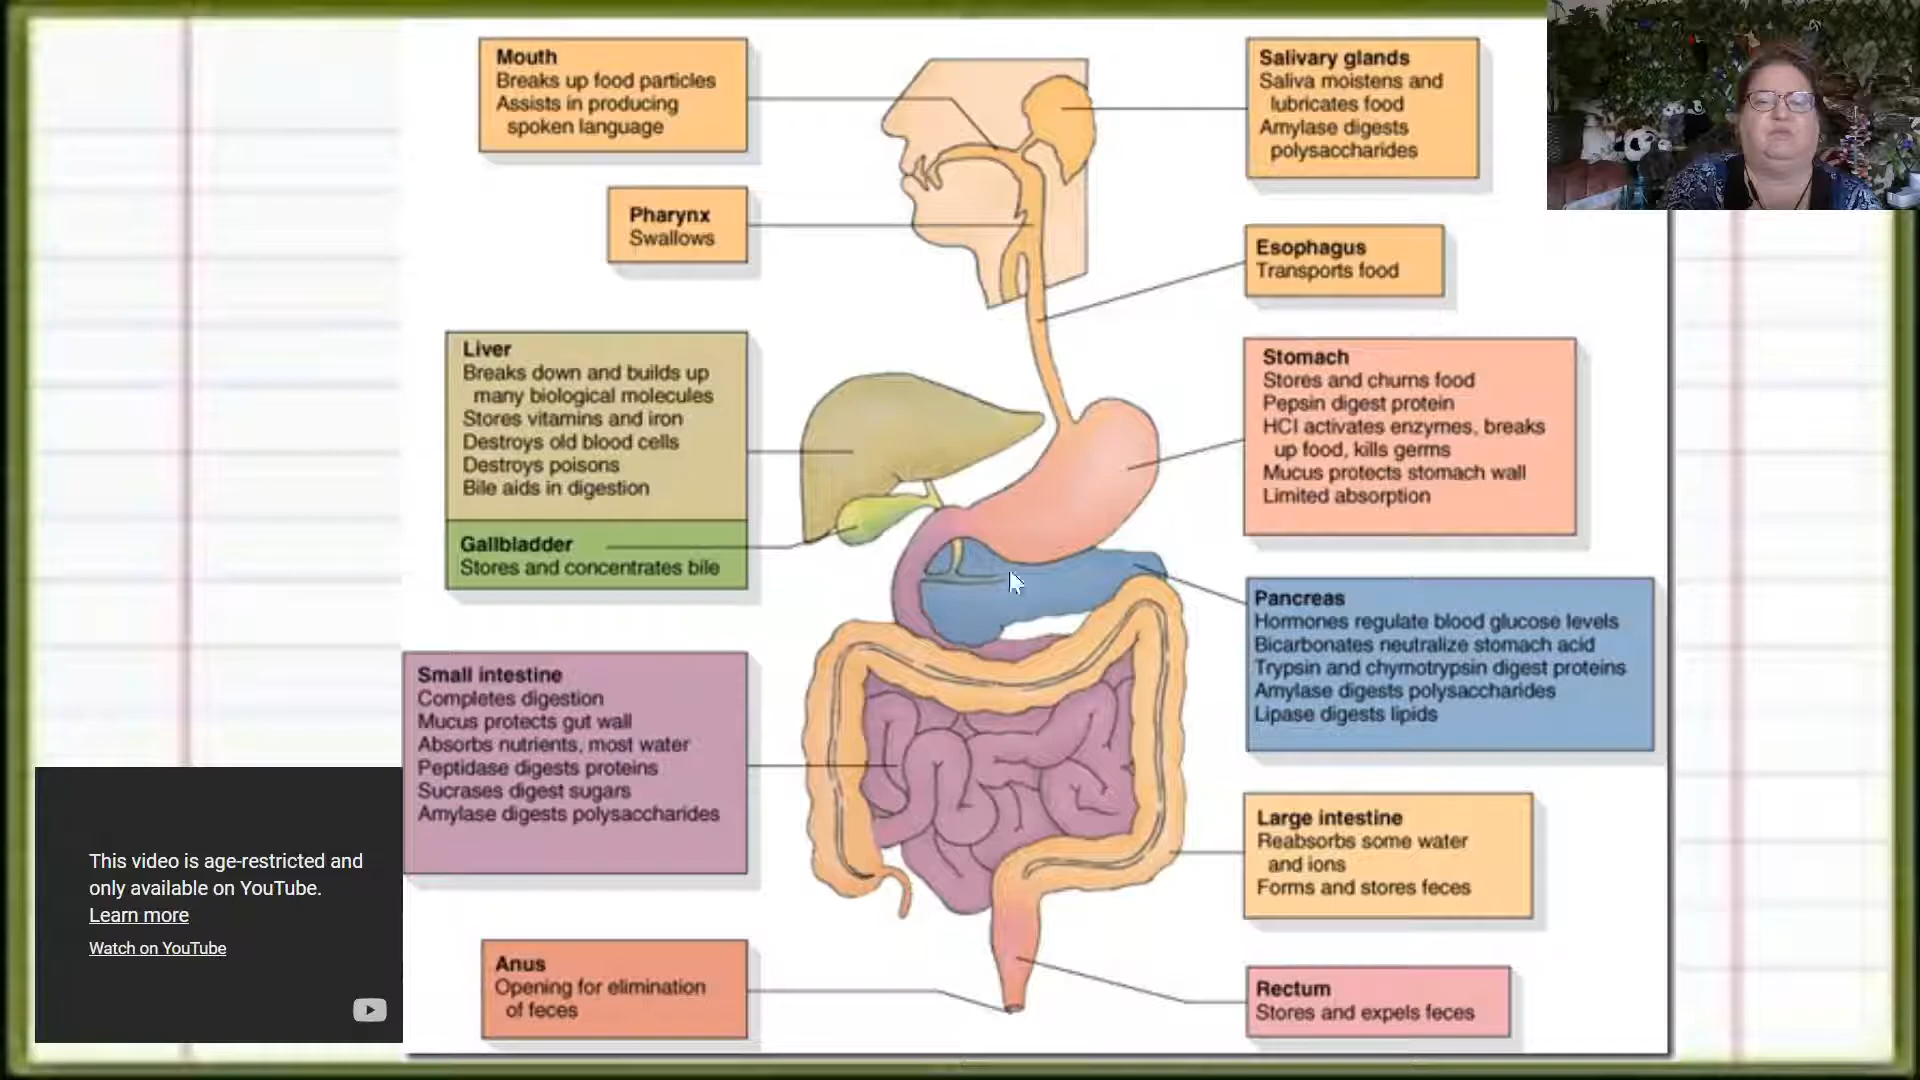 Mouth
Breaks up food particles
Assists in producing
spoken language
Salivary glands
Saliva moistens and
lubricates food
Amylase digests
polysaccharides
Pharynx
Swallows
Esophagus
Transports food
Liver
Breaks down and builds up
many biological molecules
Stores vitamins and iron
Destroys old blood cells
Destroys poisons
Bile aids in digestion
Gallbladder
Stores and concentrates bile
Stomach
Stores and churns food
Pepsin digest protein
HCl activates enzymes, breaks
up food, kills germs
Mucus protects stomach wall
Limited absorption
Pancreas
Hormones regulate blood glucose levels
Bicarbonates neutralize stomach acid
Trypsin and chymotrypsin digest proteins
Amylase digests polysaccharides
Lipase digests lipids
Small intestine
Completes digestion
Mucus protects gut wall
Absorbs nutrients, most water
Peptidase digests proteins
Sucrases digest sugars
Amylase digests polysaccharides
Large intestine
Reabsorbs some water
and ions
Forms and stores feces
This video is age-restricted and
only available on YouTube.
Learn more
Watch on YouTube
Anus
Opening for elimination
of feces
Rectum
Stores and expels feces